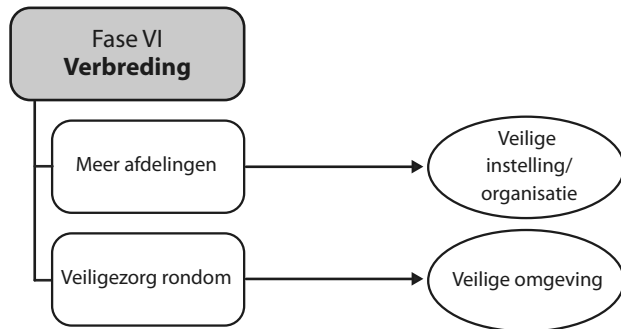 Fase VI
Verbreding
Meer afdelingen
Veilige
instelling/
organisatie
Veiligezorg rondom
Veilige omgeving